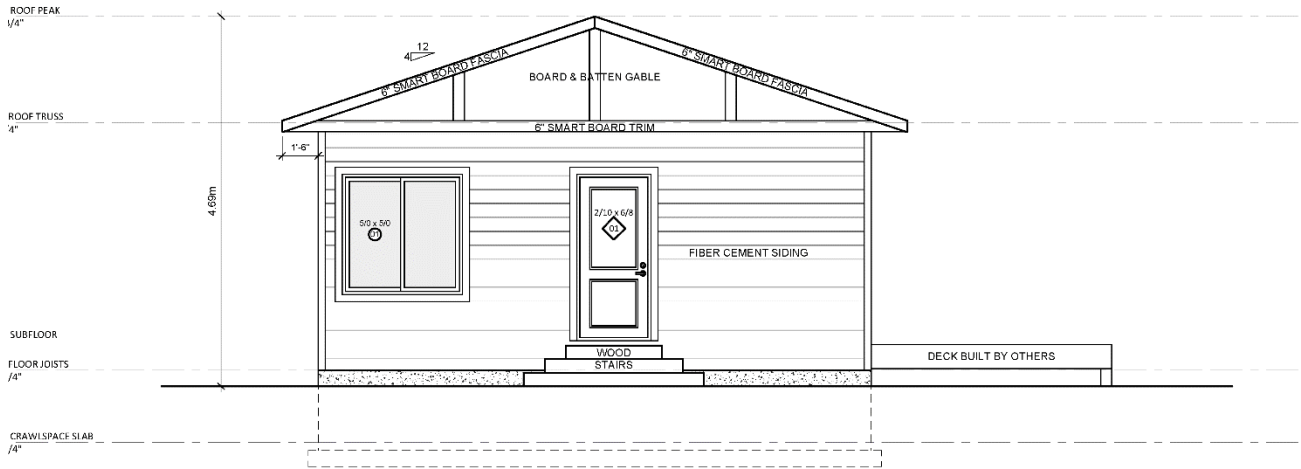 ROOF PEAK
3/4"
12
4
6" SMART BOARD FASCIA
6" SMART BOARD FASCIA
BOARD & BATTEN GABLE
ROOF TRUSS
/4"
6" SMART BOARD TRIM
1'-6"
4.69m
5/0 x 5/0
01
2/10 x 6/8
01
FIBER CEMENT SIDING
SUBFLOOR
WOOD
STAIRS
DECK BUILT BY OTHERS
FLOOR JOISTS
/4"
CRAWLSPACE SLAB
/4"